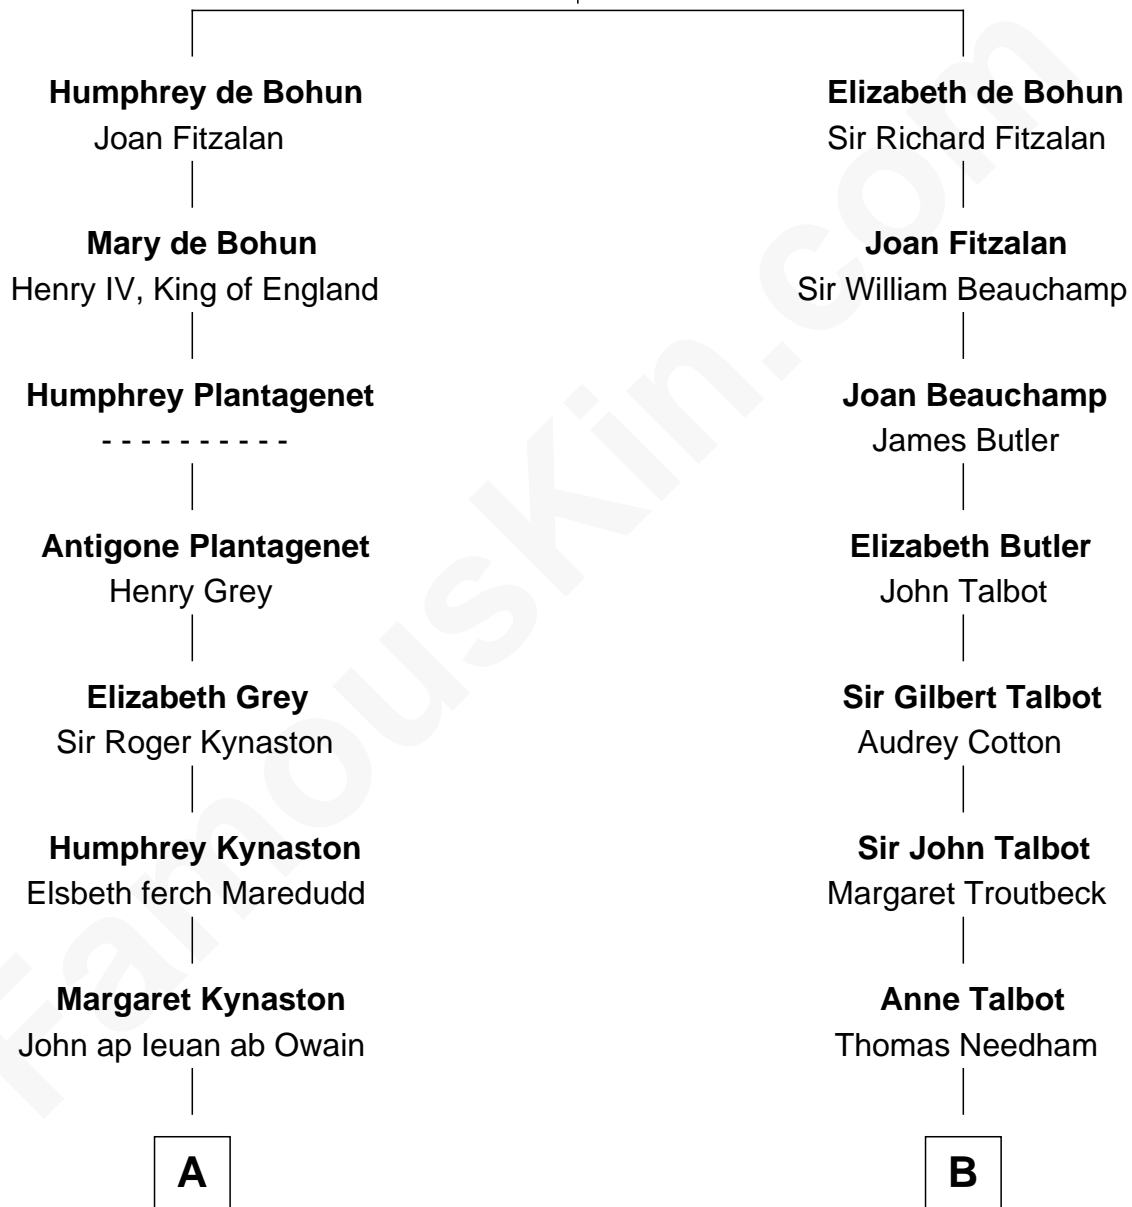 Humphrey de Bohun
Joan Fitzalan
Mary de Bohun
Henry IV, King of England
Humphrey Plantagenet
- - - - - - - - - -
Antigone Plantagenet
Henry Grey
Elizabeth Grey
Sir Roger Kynaston
Humphrey Kynaston
Elsbeth ferch Maredudd
Margaret Kynaston
John ap Ieuan ab Owain
A
Elizabeth de Bohun
Sir Richard Fitzalan
Joan Fitzalan
Sir William Beauchamp
Joan Beauchamp
James Butler
Elizabeth Butler
John Talbot
Sir Gilbert Talbot
Audrey Cotton
Sir John Talbot
Margaret Troutbeck
Anne Talbot
Thomas Needham
B
FamousKin.com